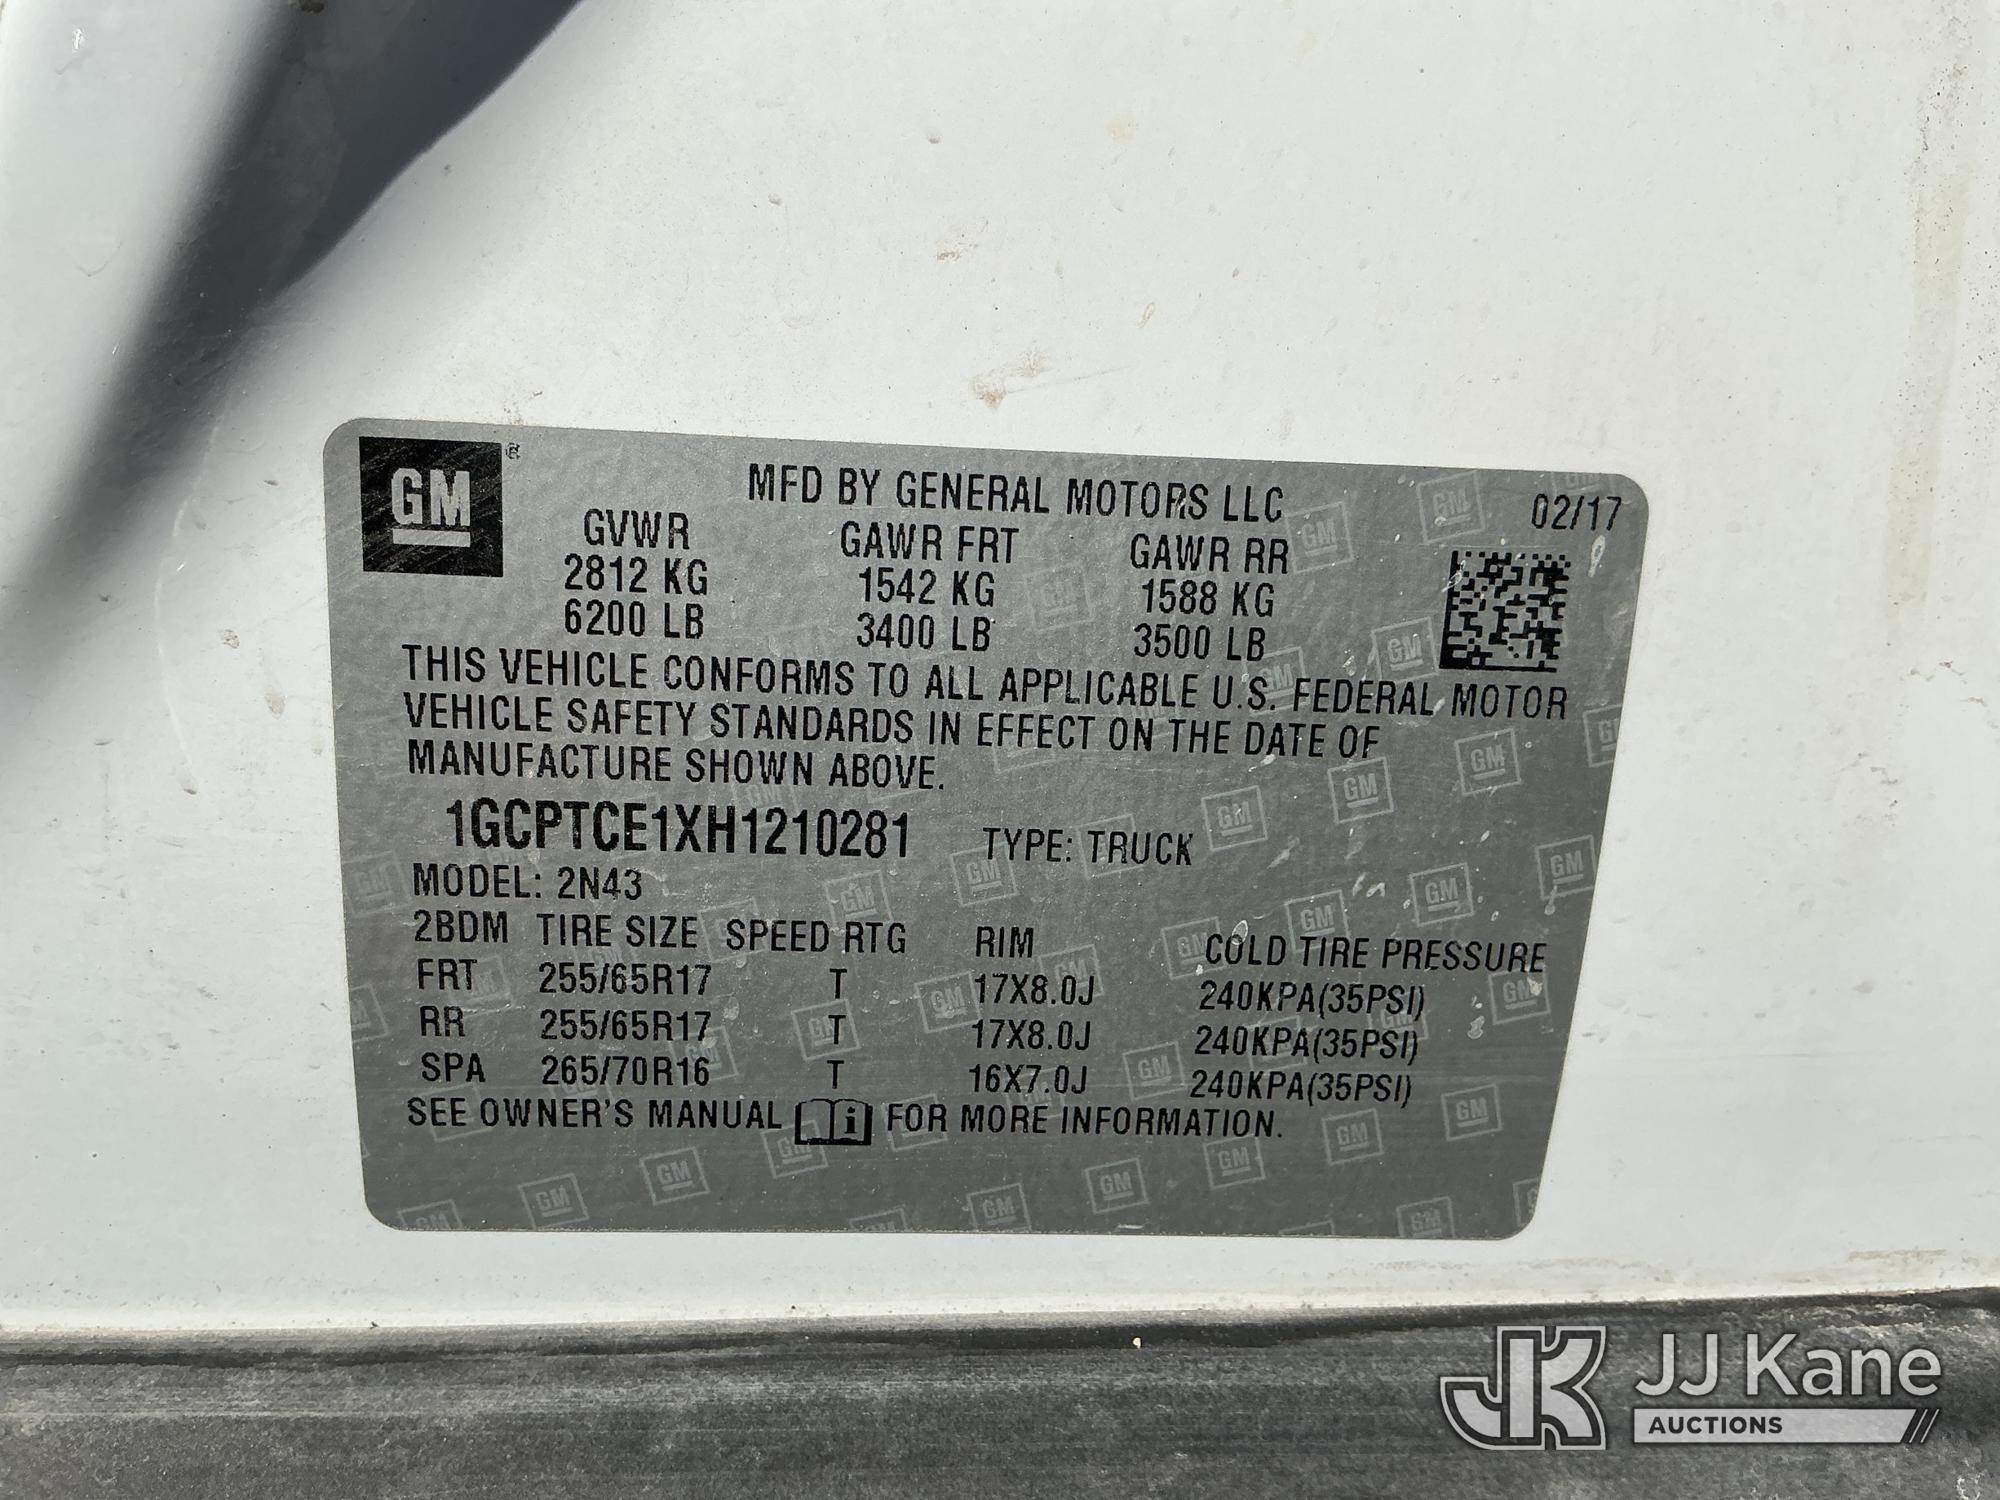 GM ®
MFD BY GENERAL MOTORS LLC 02/17
GVWR GAWR FRT GAWR RR
2812 KG 1542 KG 1588 KG
6200 LB 3400 LB 3500 LB
THIS VEHICLE CONFORMS TO ALL APPLICABLE U.S. FEDERAL MOTOR
VEHICLE SAFETY STANDARDS IN EFFECT ON THE DATE OF
MANUFACTURE SHOWN ABOVE.
1GCPTCE1XH1210281 TYPE: TRUCK
MODEL: 2N43
2BDM TIRE SIZE SPEED RTG RIM COLD TIRE PRESSURE
FRT 255/65R17 T 17X8.0J 240KPA(35PSI)
RR 255/65R17 T 17X8.0J 240KPA(35PSI)
SPA 265/70R16 T 16X7.0J 240KPA(35PSI)
SEE OWNER'S MANUAL i FOR MORE INFORMATION.
JK JJ Kane
AUCTIONS